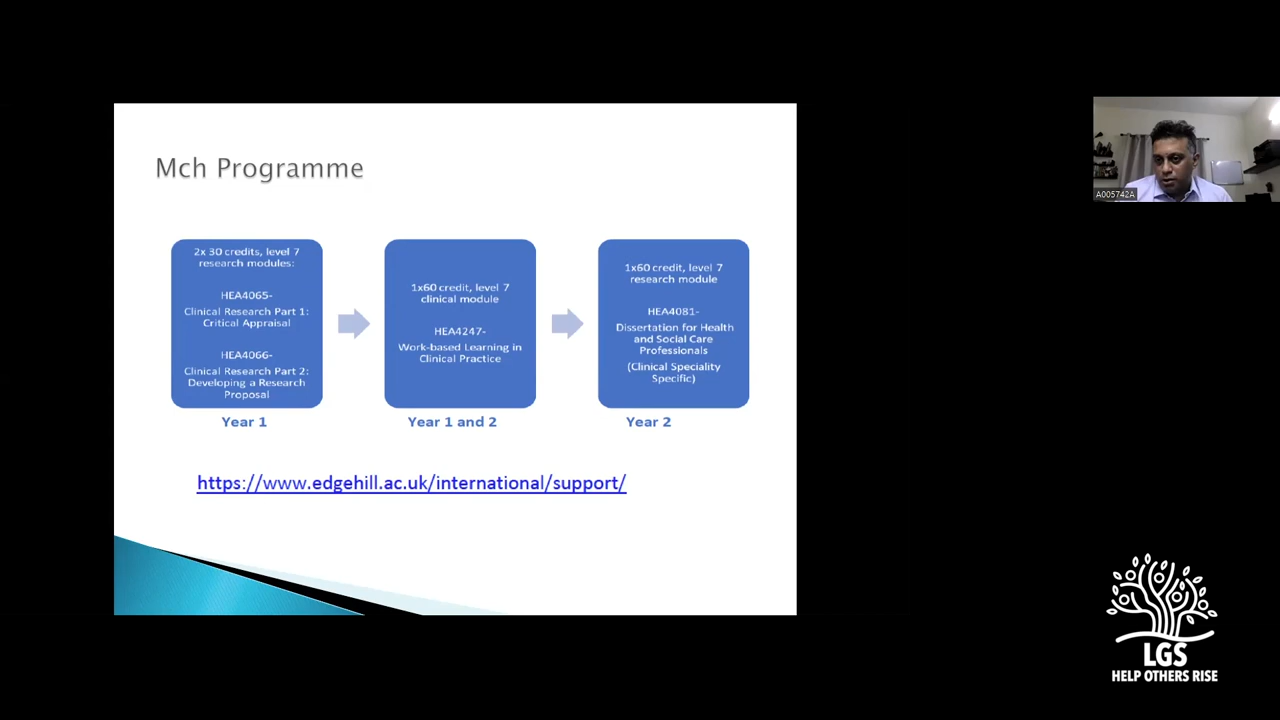 Mch Programme
2x 30 credits, level 7
research modules:
HEA4065-
Clinical Research Part 1:
Critical Appraisal
HEA4066-
Clinical Research Part 2:
Developing a Research
Proposal
Year 1
1x60 credit, level 7
clinical module
HEA4247-
Work-based Learning in
Clinical Practice
Year 1 and 2
1x60 credit, level 7
research module
HEA4081-
Dissertation for Health
and Social Care
Professionals
(Clinical Speciality
Specific)
Year 2
https://www.edgehill.ac.uk/international/support/
A005742A
LGS
HELP OTHERS RISE